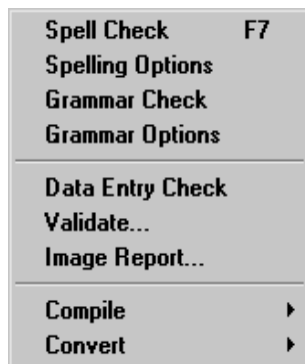 Spell Check F7
Spelling Options
Grammar Check
Grammar Options
Data Entry Check
Validate...
Image Report...
Compile
Convert